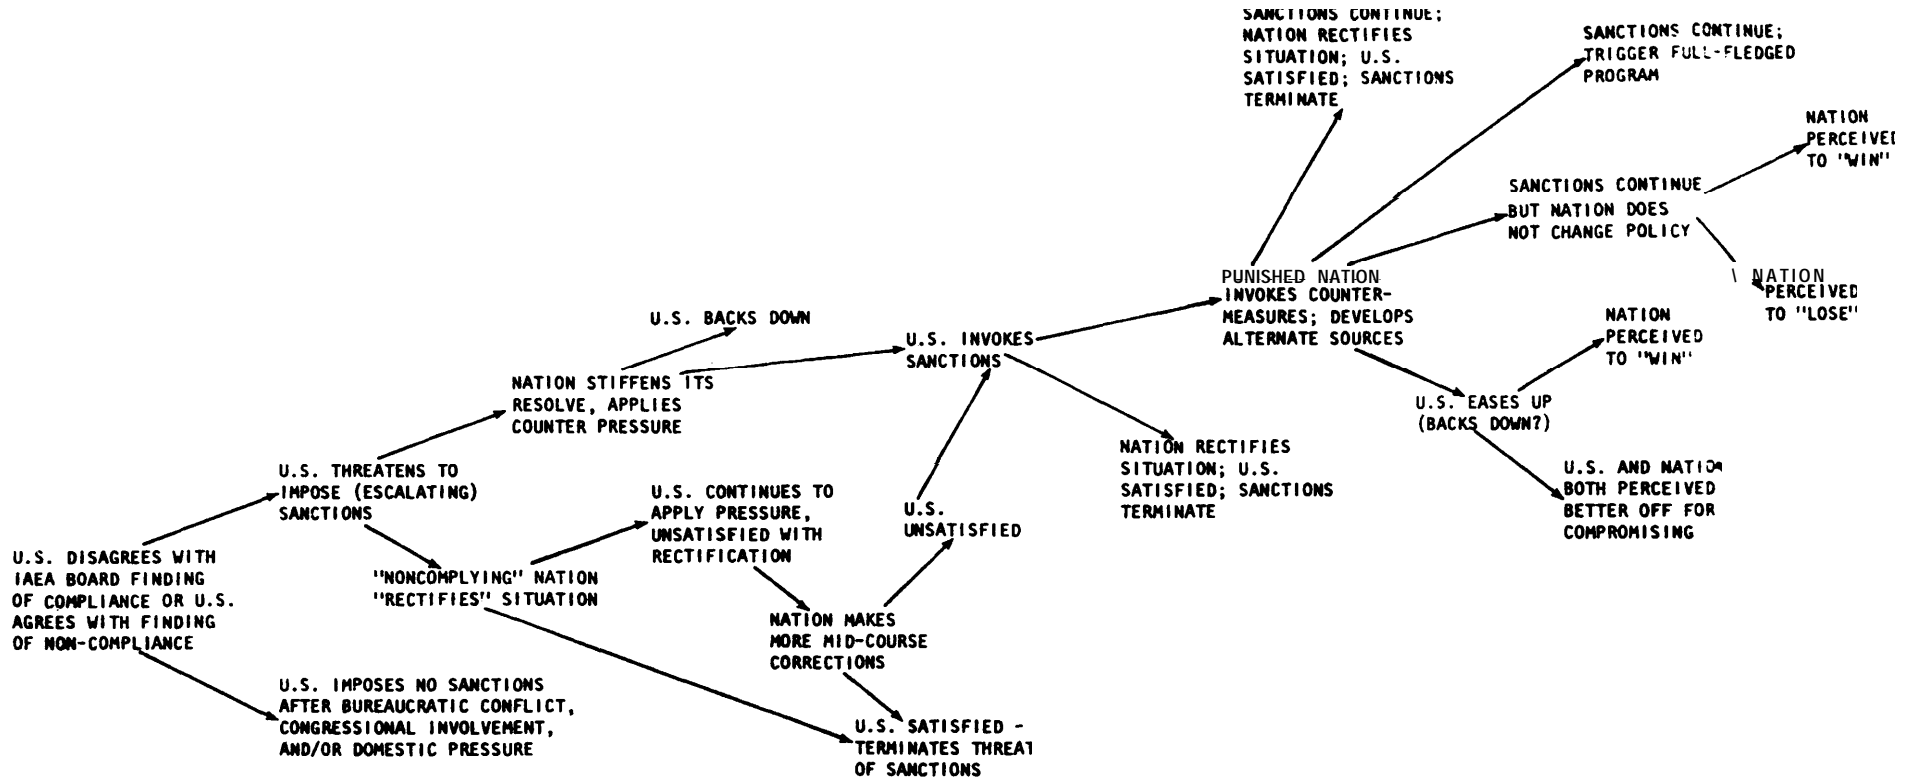 SANCTIONS CONTINUE;
NATION RECTIFIES
SITUATION; U.S.
SATISFIED; SANCTIONS
TERMINATE
SANCTIONS CONTINUE;
TRIGGER FULL-FLEDGED
PROGRAM
NATION
PERCEIVED
TO "WIN"
SANCTIONS CONTINUE
BUT NATION DOES
NOT CHANGE POLICY
NATION
PERCEIVED
TO "LOSE"
PUNISHED NATION
INVOKES COUNTER-
MEASURES; DEVELOPS
ALTERNATE SOURCES
NATION
PERCEIVED
TO "WIN"
U.S. BACKS DOWN
U.S. INVOKES
SANCTIONS
NATION STIFFENS ITS
RESOLVE, APPLIES
COUNTER PRESSURE
U.S. EASES UP
(BACKS DOWN?)
NATION RECTIFIES
SITUATION; U.S.
SATISFIED; SANCTIONS
TERMINATE
U.S. AND NATION
BOTH PERCEIVED
BETTER OFF FOR
COMPROMISING
U.S. THREATENS TO
IMPOSE (ESCALATING)
SANCTIONS
U.S. CONTINUES TO
APPLY PRESSURE,
UNSATISFIED WITH
RECTIFICATION
U.S.
UNSATISFIED
U.S. DISAGREES WITH
IAEA BOARD FINDING
OF COMPLIANCE OR U.S.
AGREES WITH FINDING
OF NON-COMPLIANCE
"NONCOMPLYING" NATION
"RECTIFIES" SITUATION
NATION MAKES
MORE MID-COURSE
CORRECTIONS
U.S. IMPOSES NO SANCTIONS
AFTER BUREAUCRATIC CONFLICT,
CONGRESSIONAL INVOLVEMENT,
AND/OR DOMESTIC PRESSURE
U.S. SATISFIED -
TERMINATES THREAT
OF SANCTIONS